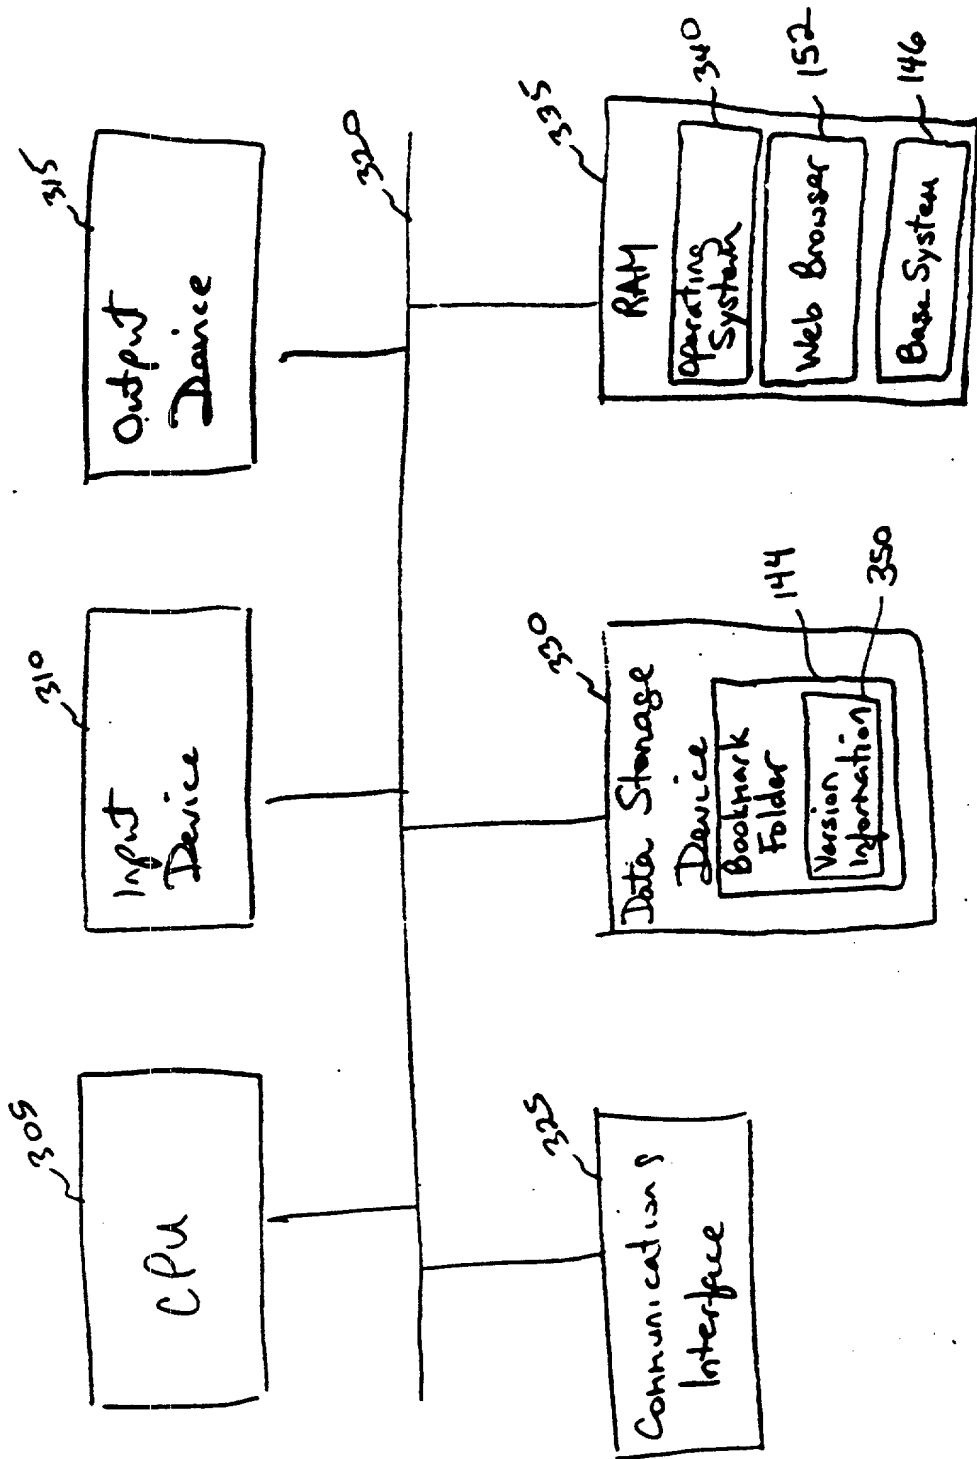 305
CPU
310
Input
Device
315
Output
Device
320
325
Communications
Interface
330
Data Storage
Device
Bookmark
Folder
Version
Information
144
350
335
RAM
Operating
System
340
Web Browser
152
Base System
146